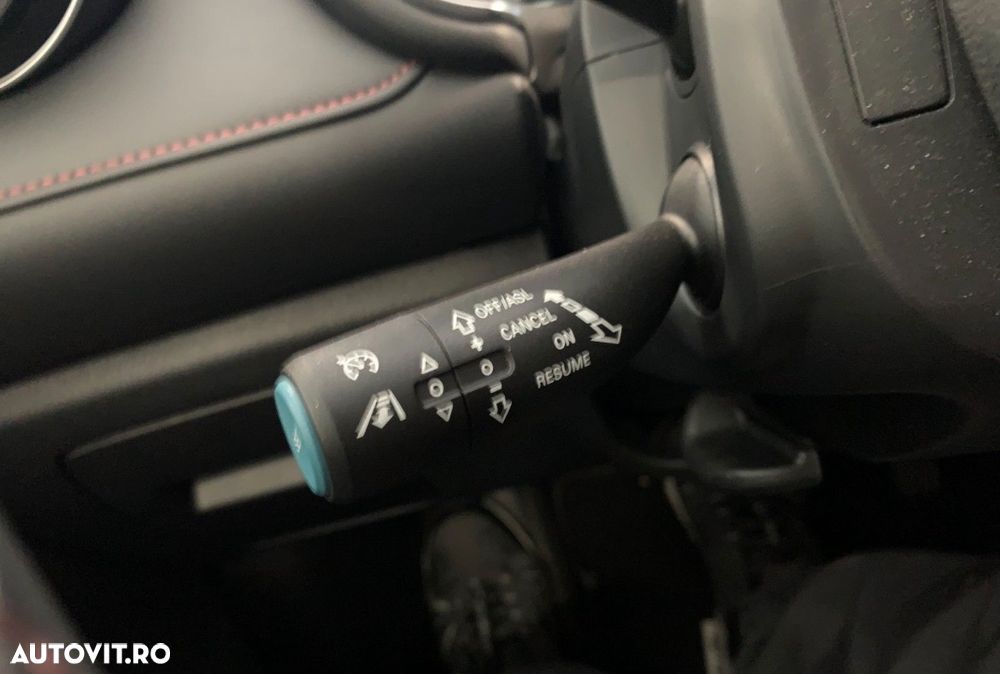 OFF/ASL
+ CANCEL
O ON
O RESUME
AUTOVIT.RO